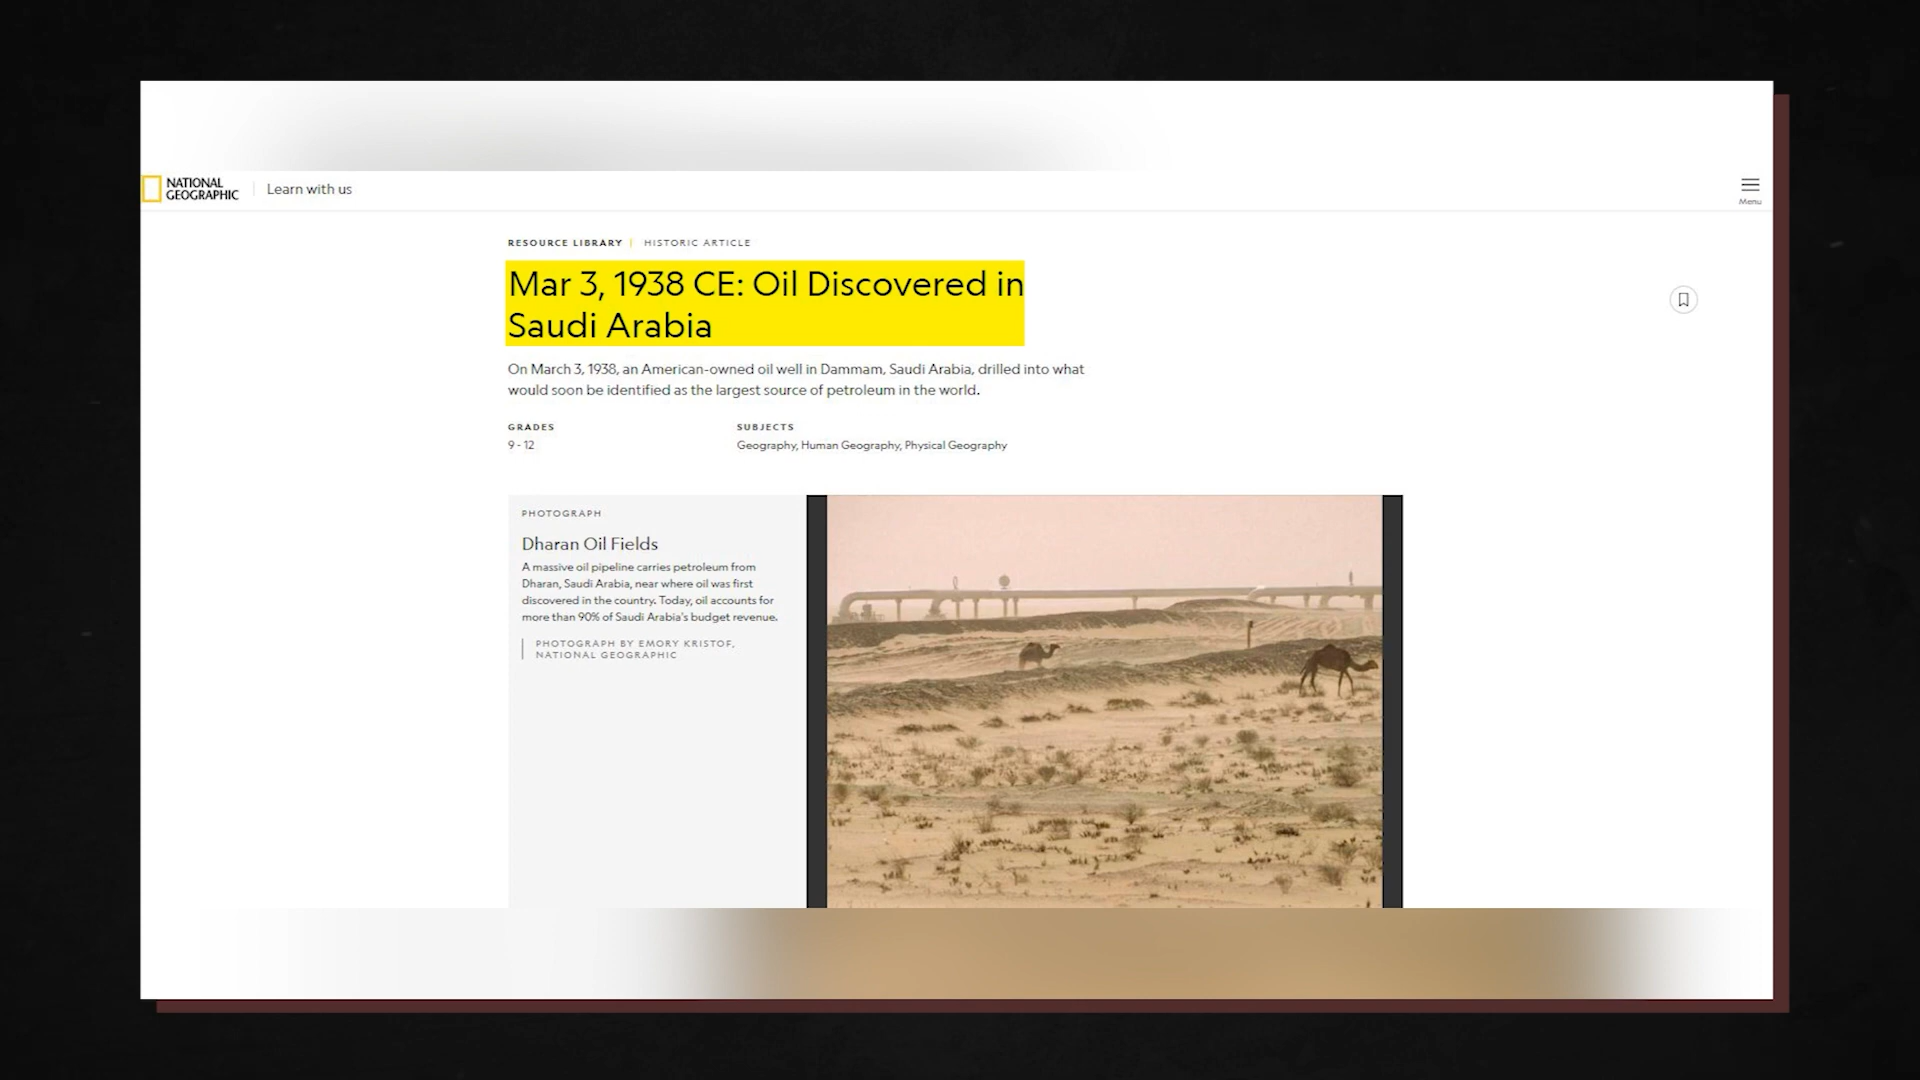 NATIONAL
GEOGRAPHIC
Learn with us
Menu
RESOURCE LIBRARY | HISTORIC ARTICLE
Mar 3, 1938 CE: Oil Discovered in
Saudi Arabia
On March 3, 1938, an American-owned oil well in Dammam, Saudi Arabia, drilled into what
would soon be identified as the largest source of petroleum in the world.
GRADES
9 - 12
SUBJECTS
Geography, Human Geography, Physical Geography
PHOTOGRAPH
Dharan Oil Fields
A massive oil pipeline carries petroleum from
Dharan, Saudi Arabia, near where oil was first
discovered in the country. Today, oil accounts for
more than 90% of Saudi Arabia's budget revenue.
PHOTOGRAPH BY EMORY KRISTOF,
NATIONAL GEOGRAPHIC